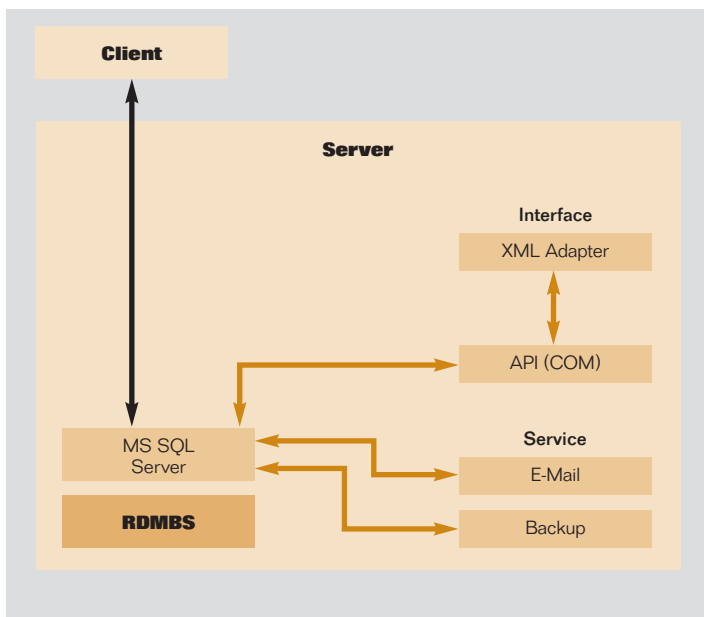 Client
Server
Interface
XML Adapter
API (COM)
MS SQL
Server
Service
E-Mail
RDMBS
Backup